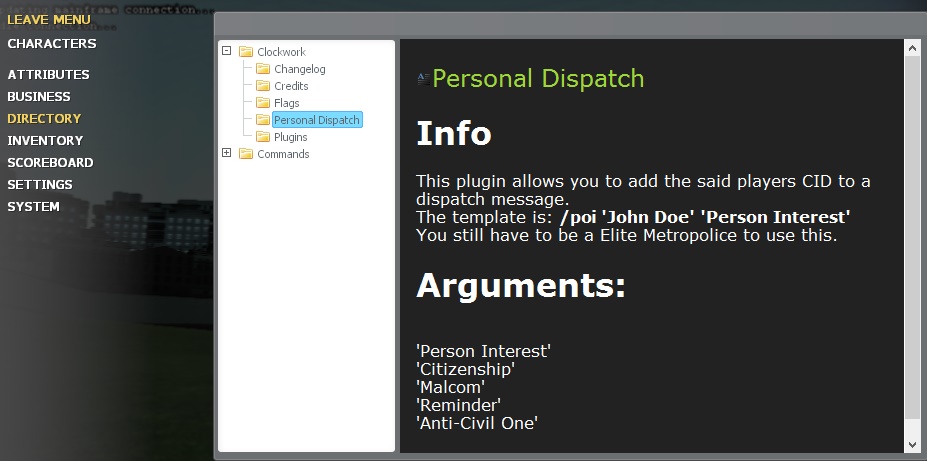 ating mainframe connection...
LEAVE MENU
CHARACTERS
ATTRIBUTES
BUSINESS
DIRECTORY
INVENTORY
SCOREBOARD
SETTINGS
SYSTEM
Clockwork
Changelog
Credits
Flags
Personal Dispatch
Plugins
Commands
Personal Dispatch
Info
This plugin allows you to add the said players CID to a
dispatch message.
The template is: /poi 'John Doe' 'Person Interest'
You still have to be a Elite Metropolice to use this.
Arguments:
'Person Interest'
'Citizenship'
'Malcom'
'Reminder'
'Anti-Civil One'